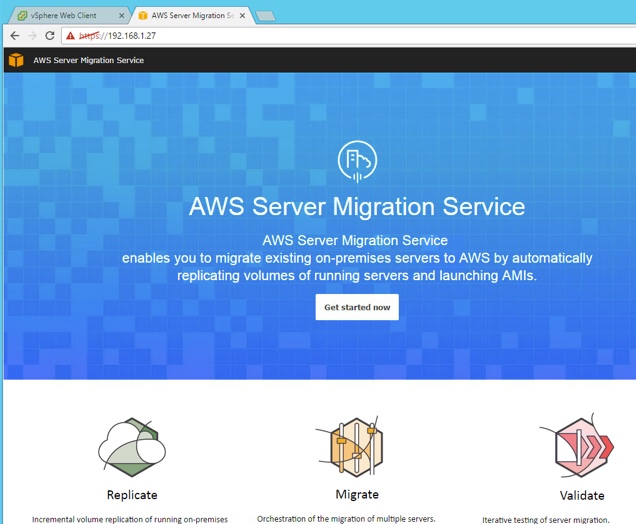 vSphere Web Client
AWS Server Migration Se
https://192.168.1.27
AWS Server Migration Service
AWS Server Migration Service
AWS Server Migration Service
enables you to migrate existing on-premises servers to AWS by automatically
replicating volumes of running servers and launching AMIs.
Get started now
Replicate
Migrate
Validate
Incremental volume replication of running on-premises
Orchestration of the migration of multiple servers.
Iterative testing of server migration.